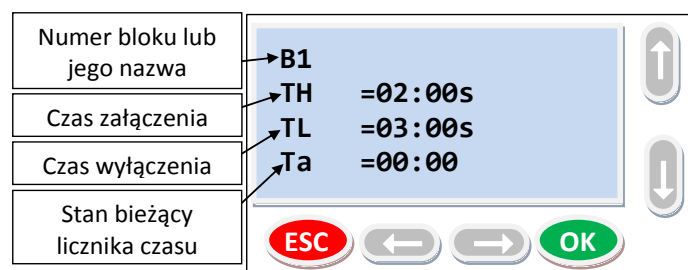 Numer bloku lub
jego nazwa
Czas załączenia
Czas wyłączenia
Stan bieżący
licznika czasu
B1
TH =02:00s
TL =03:00s
Ta =00:00
ESC
OK